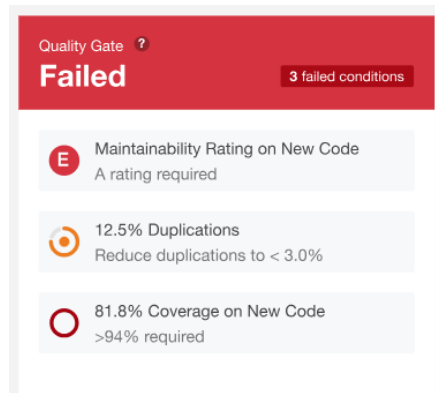 Quality Gate ?
Failed
3 failed conditions
E
Maintainability Rating on New Code
A rating required
12.5% Duplications
Reduce duplications to < 3.0%
81.8% Coverage on New Code
>94% required